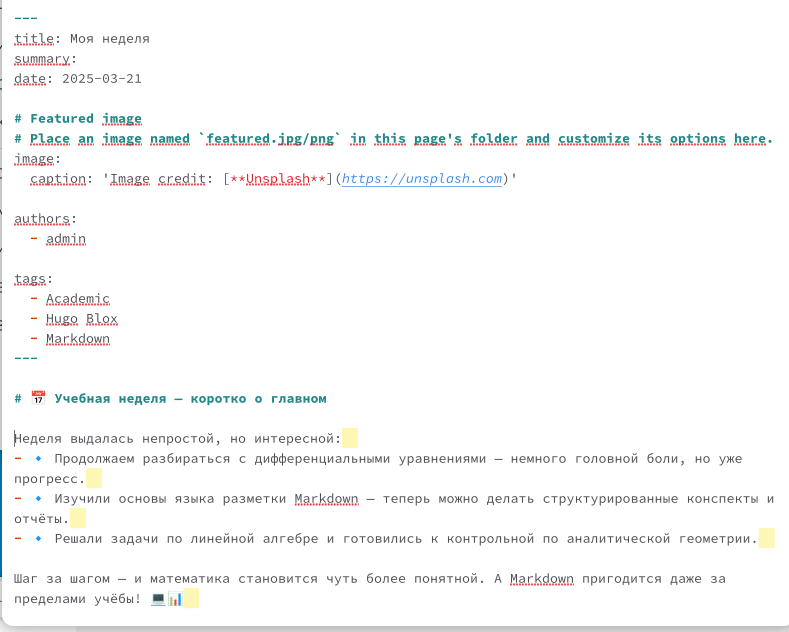 ---
title: Моя неделя
summary:
date: 2025-03-21

# Featured image
# Place an image named `featured.jpg/png` in this page's folder and customize its options here.
image:
  caption: 'Image credit: [**Unsplash**](https://unsplash.com)'

authors:
  - admin

tags:
  - Academic
  - Hugo Blox
  - Markdown
---

# 📅 Учебная неделя — коротко о главном

Неделя выдалась непростой, но интересной:
- 🔹 Продолжаем разбираться с дифференциальными уравнениями — немного головной боли, но уже
прогресс.
- 🔹 Изучили основы языка разметки Markdown — теперь можно делать структурированные конспекты и
отчёты.
- 🔹 Решали задачи по линейной алгебре и готовились к контрольной по аналитической геометрии.

Шаг за шагом — и математика становится чуть более понятной. А Markdown пригодится даже за
пределами учёбы! 💻📊